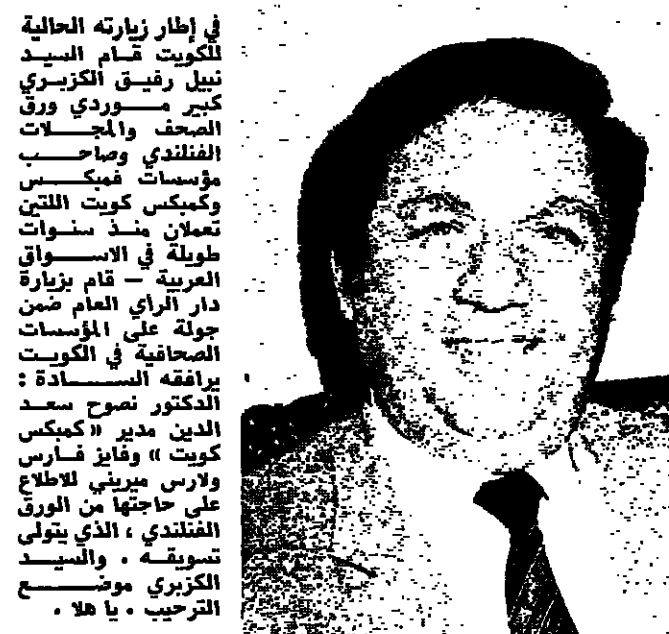 في إطار زيارته الحالية
للكويت قام السيد
نبيل رفيق الكزبري
كبير موردي ورق
الصحف والمجلات
الفنلندي وصاحب
مؤسسات فمبكس
وكمبكس كويت اللتين
تعملان منذ سنوات
طويلة في الاسواق
العربية — قام بزيارة
دار الرأي العام ضمن
جولة على المؤسسات
الصحافية في الكويت
يرافقه السادة :
الدكتور نصوح سعد
الدين مدير « كمبكس
كويت » وفايز فارس
ولارس ميريني للاطلاع
على حاجتها من الورق
الفنلندي ، الذي يتولى
تسويقه . والسيد
الكزبري موضع
الترحيب . يا هلا .